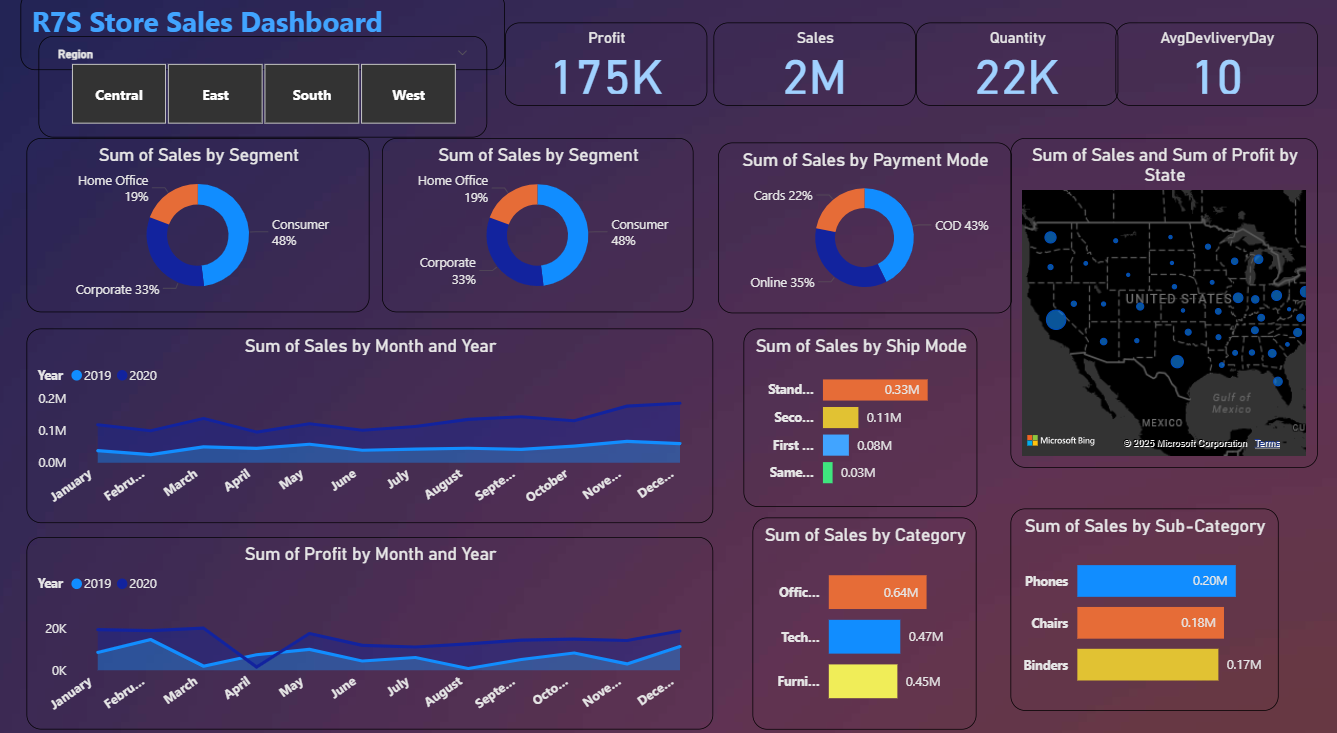 R7S Store Sales Dashboard
Region
Central
East
South
West
Profit
175K
Sales
2M
Quantity
22K
AvgDevliveryDay
10
Sum of Sales by Segment
Home Office
19%
Consumer
48%
Corporate 33%
Sum of Sales by Segment
Home Office
19%
Consumer
48%
Corporate
33%
Sum of Sales by Payment Mode
Cards 22%
COD 43%
Online 35%
Sum of Sales and Sum of Profit by
State
UNITED STATES
Gulf of
Mexico
MEXICO
CU
Microsoft Bing
© 2025 Microsoft Corporation Terms
Sum of Sales by Month and Year
Year 2019 2020
0.2M
0.1M
0.0M
January
Febru...
March
April
May
June
July
August
Septe...
October
Nove...
Dece...
Sum of Sales by Ship Mode
Stand... 0.33M
Seco... 0.11M
First ... 0.08M
Same... 0.03M
Sum of Profit by Month and Year
Year 2019 2020
20K
0K
January
Febru...
March
April
May
June
July
August
Septe...
Octo...
Nove...
Dece...
Sum of Sales by Category
Offic... 0.64M
Tech... 0.47M
Furni... 0.45M
Sum of Sales by Sub-Category
Phones 0.20M
Chairs 0.18M
Binders 0.17M